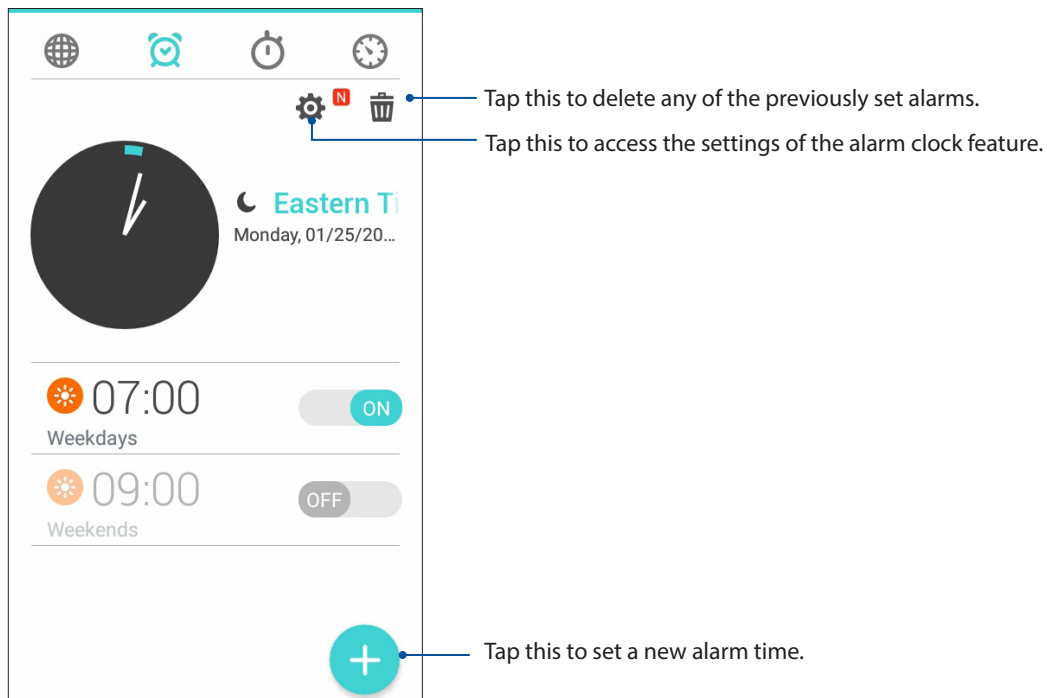 N
Tap this to delete any of the previously set alarms.
Tap this to access the settings of the alarm clock feature.
Eastern Ti
Monday, 01/25/20...
07:00
ON
Weekdays
09:00
OFF
Weekends
Tap this to set a new alarm time.